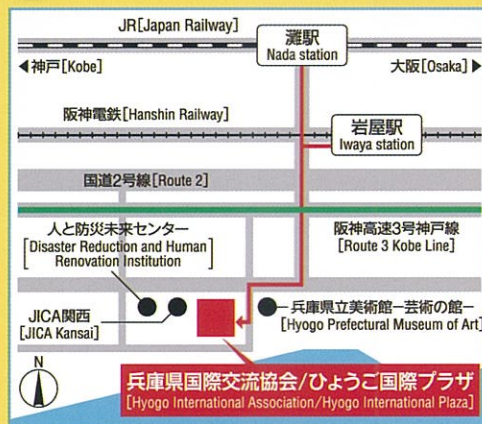 JR[Japan Railway]
灘駅
Nada station
◀神戸[Kobe]
大阪[Osaka]▶
阪神電鉄[Hanshin Railway]
岩屋駅
Iwaya station
国道2号線[Route 2]
人と防災未来センター
[Disaster Reduction and Human
Renovation Institution]
阪神高速3号神戸線
[Route 3 Kobe Line]
JICA関西
[JICA Kansai]
兵庫県立美術館−芸術の館−
[Hyogo Prefectural Museum of Art]
N
兵庫県国際交流協会/ひょうご国際プラザ
[Hyogo International Association/Hyogo International Plaza]